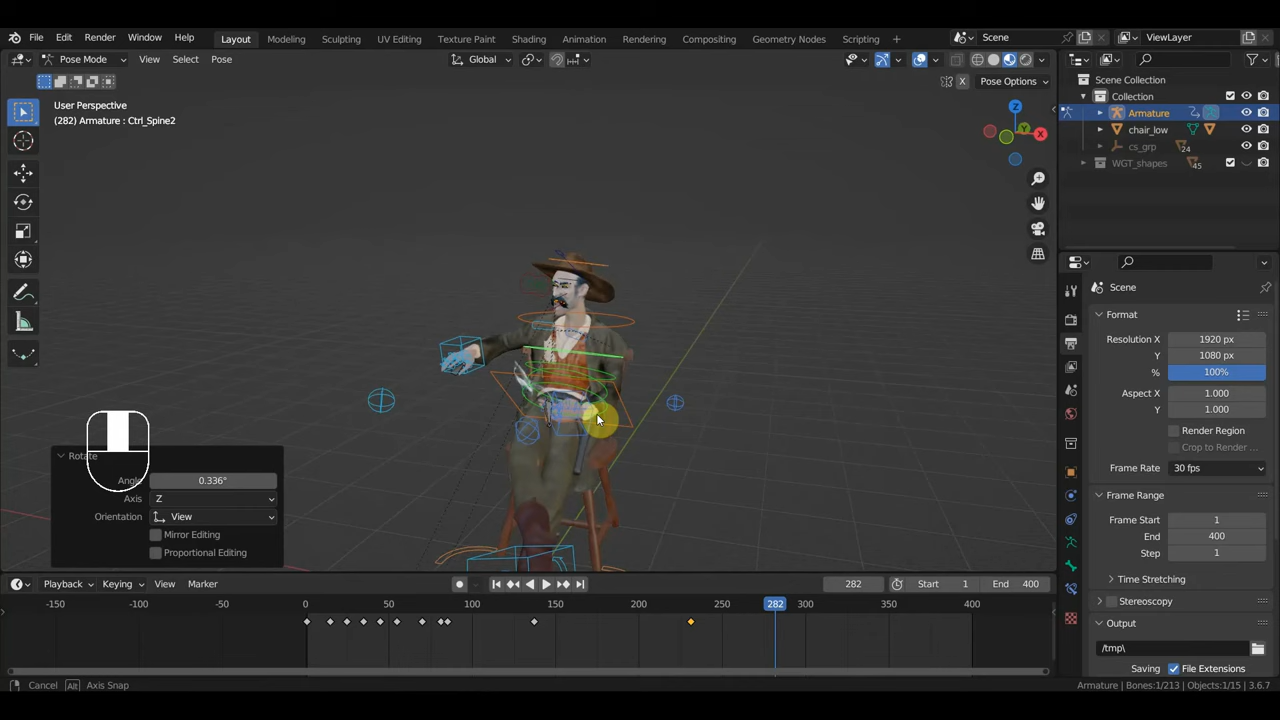 File Edit Render Window Help Layout Modeling Sculpting UV Editing Texture Paint Shading Animation Rendering Compositing Geometry Nodes Scripting + Scene ViewLayer
Pose Mode View Select Pose Global
X Pose Options
User Perspective
(282) Armature : Ctrl_Spine2
Z
Y
X
Scene Collection
Collection
Armature
chair_low
cs_grp 24
WGT_shapes 45
Scene
Format
Resolution X 1920 px
Y 1080 px
% 100%
Aspect X 1.000
Y 1.000
Render Region
Crop to Render ...
Frame Rate 30 fps
Frame Range
Frame Start 1
End 400
Step 1
Time Stretching
Stereoscopy
Output
/tmp\
Saving File Extensions
Rotate
Angle 0.336°
Axis Z
Orientation View
Mirror Editing
Proportional Editing
Playback Keying View Marker 282 Start 1 End 400
-150 -100 -50 0 50 100 150 200 250 282 300 350 400
Cancel Alt Axis Snap Armature | Bones:1/213 | Objects:1/15 | 3.6.7